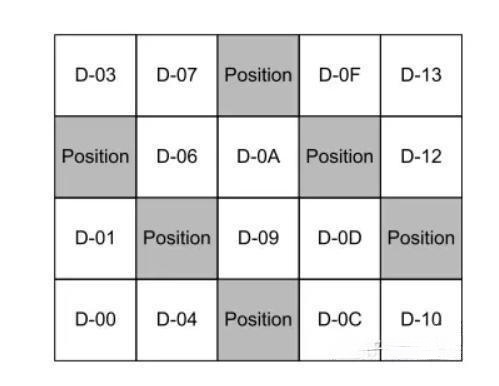 D-03 D-07 Position D-0F D-13
Position D-06 D-0A Position D-12
D-01 Position D-09 D-0D Position
D-00 D-04 Position D-0C D-10